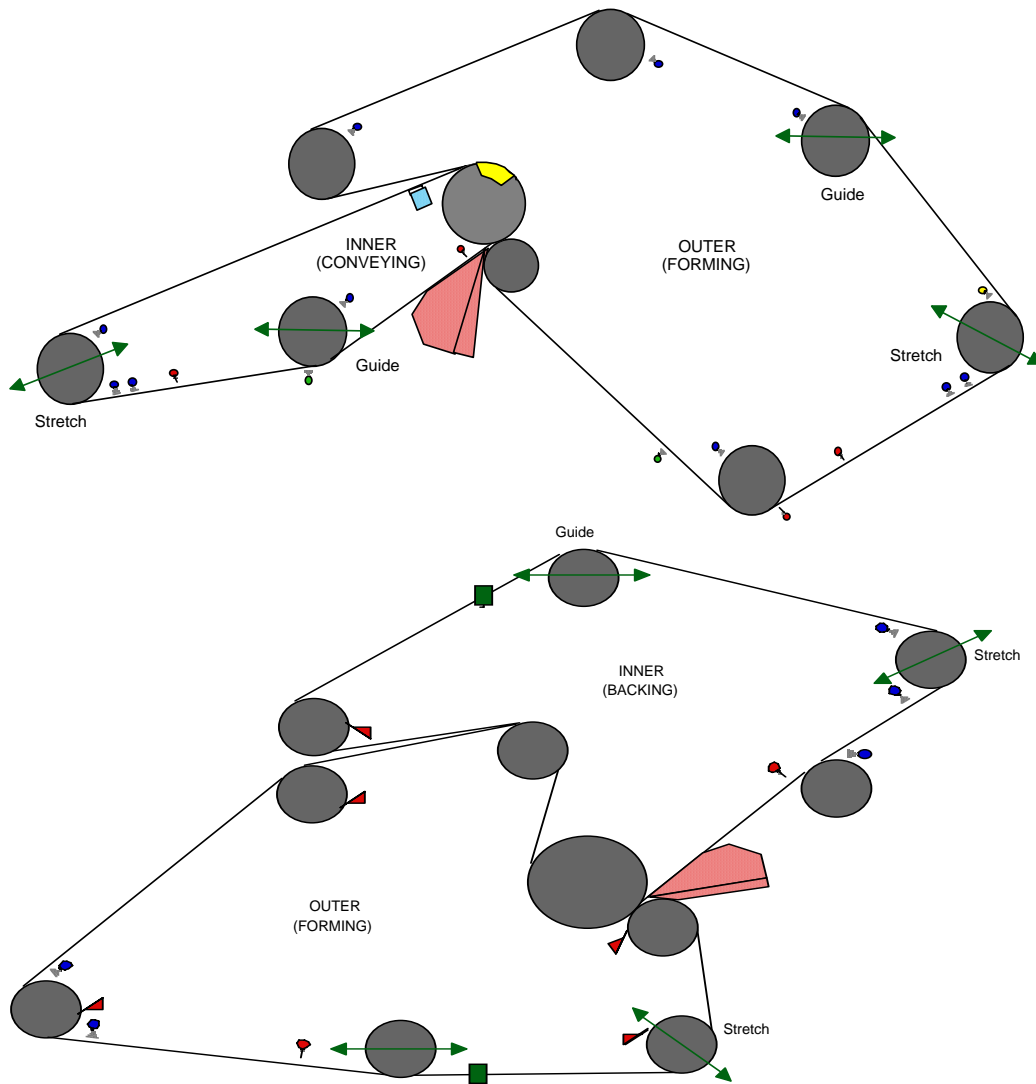 Guide
OUTER
(FORMING)
INNER
(CONVEYING)
Guide
Stretch
Stretch
Guide
INNER
(BACKING)
Stretch
OUTER
(FORMING)
Stretch